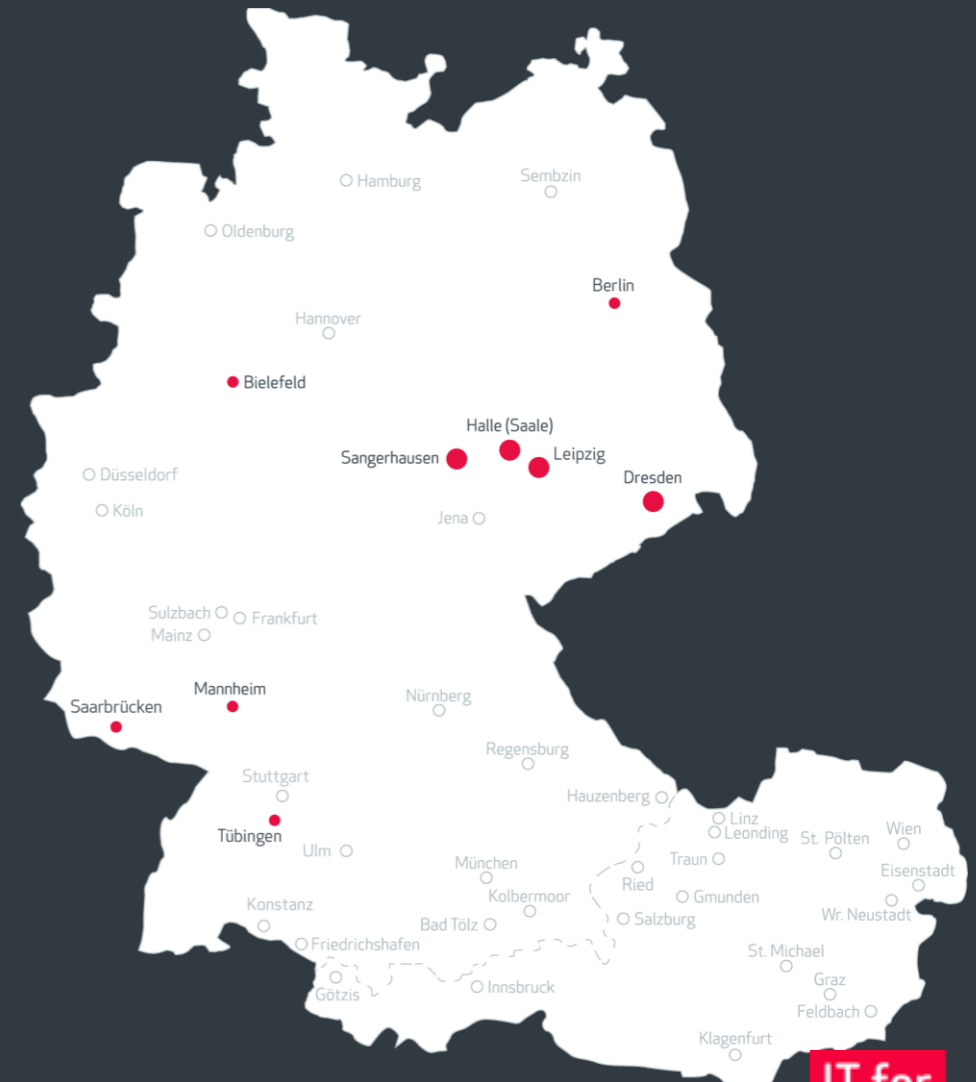 Hamburg
Sembzin
Oldenburg
Berlin
Hannover
Bielefeld
Halle (Saale)
Sangerhausen
Leipzig
Düsseldorf
Dresden
Köln
Jena
Sulzbach
Frankfurt
Mainz
Mannheim
Nürnberg
Saarbrücken
Regensburg
Stuttgart
Hauzenberg
Linz
Leonding
Wien
Tübingen
St. Pölten
Ulm
Traun
München
Eisenstadt
Ried
Kolbermoor
Gmunden
Konstanz
Wr. Neustadt
Bad Tölz
Salzburg
Friedrichshafen
St. Michael
Graz
Innsbruck
Götzis
Feldbach
Klagenfurt
IT for